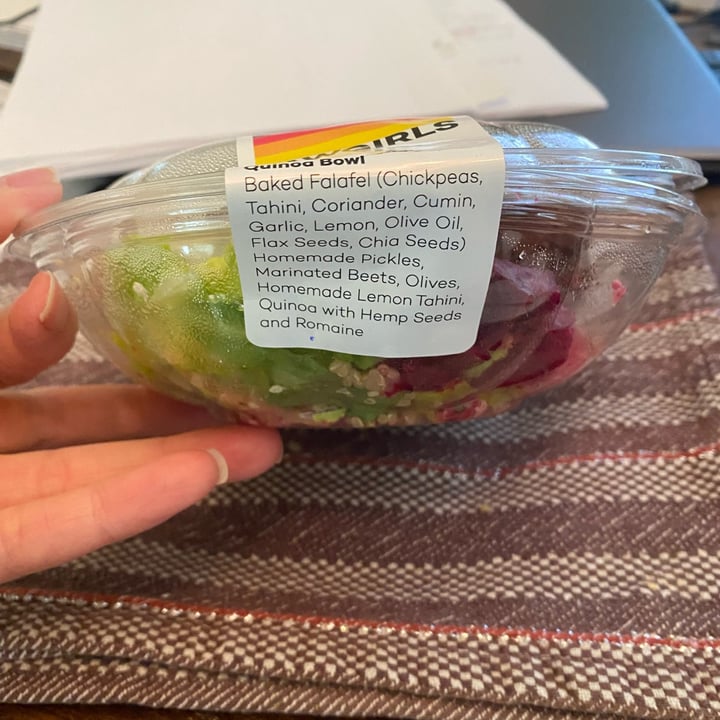 GIRLS
Quinoa Bowl
Baked Falafel (Chickpeas,
Tahini, Coriander, Cumin,
Garlic, Lemon, Olive Oil,
Flax Seeds, Chia Seeds)
Homemade Pickles,
Marinated Beets, Olives,
Homemade Lemon Tahini,
Quinoa with Hemp Seeds
and Romaine